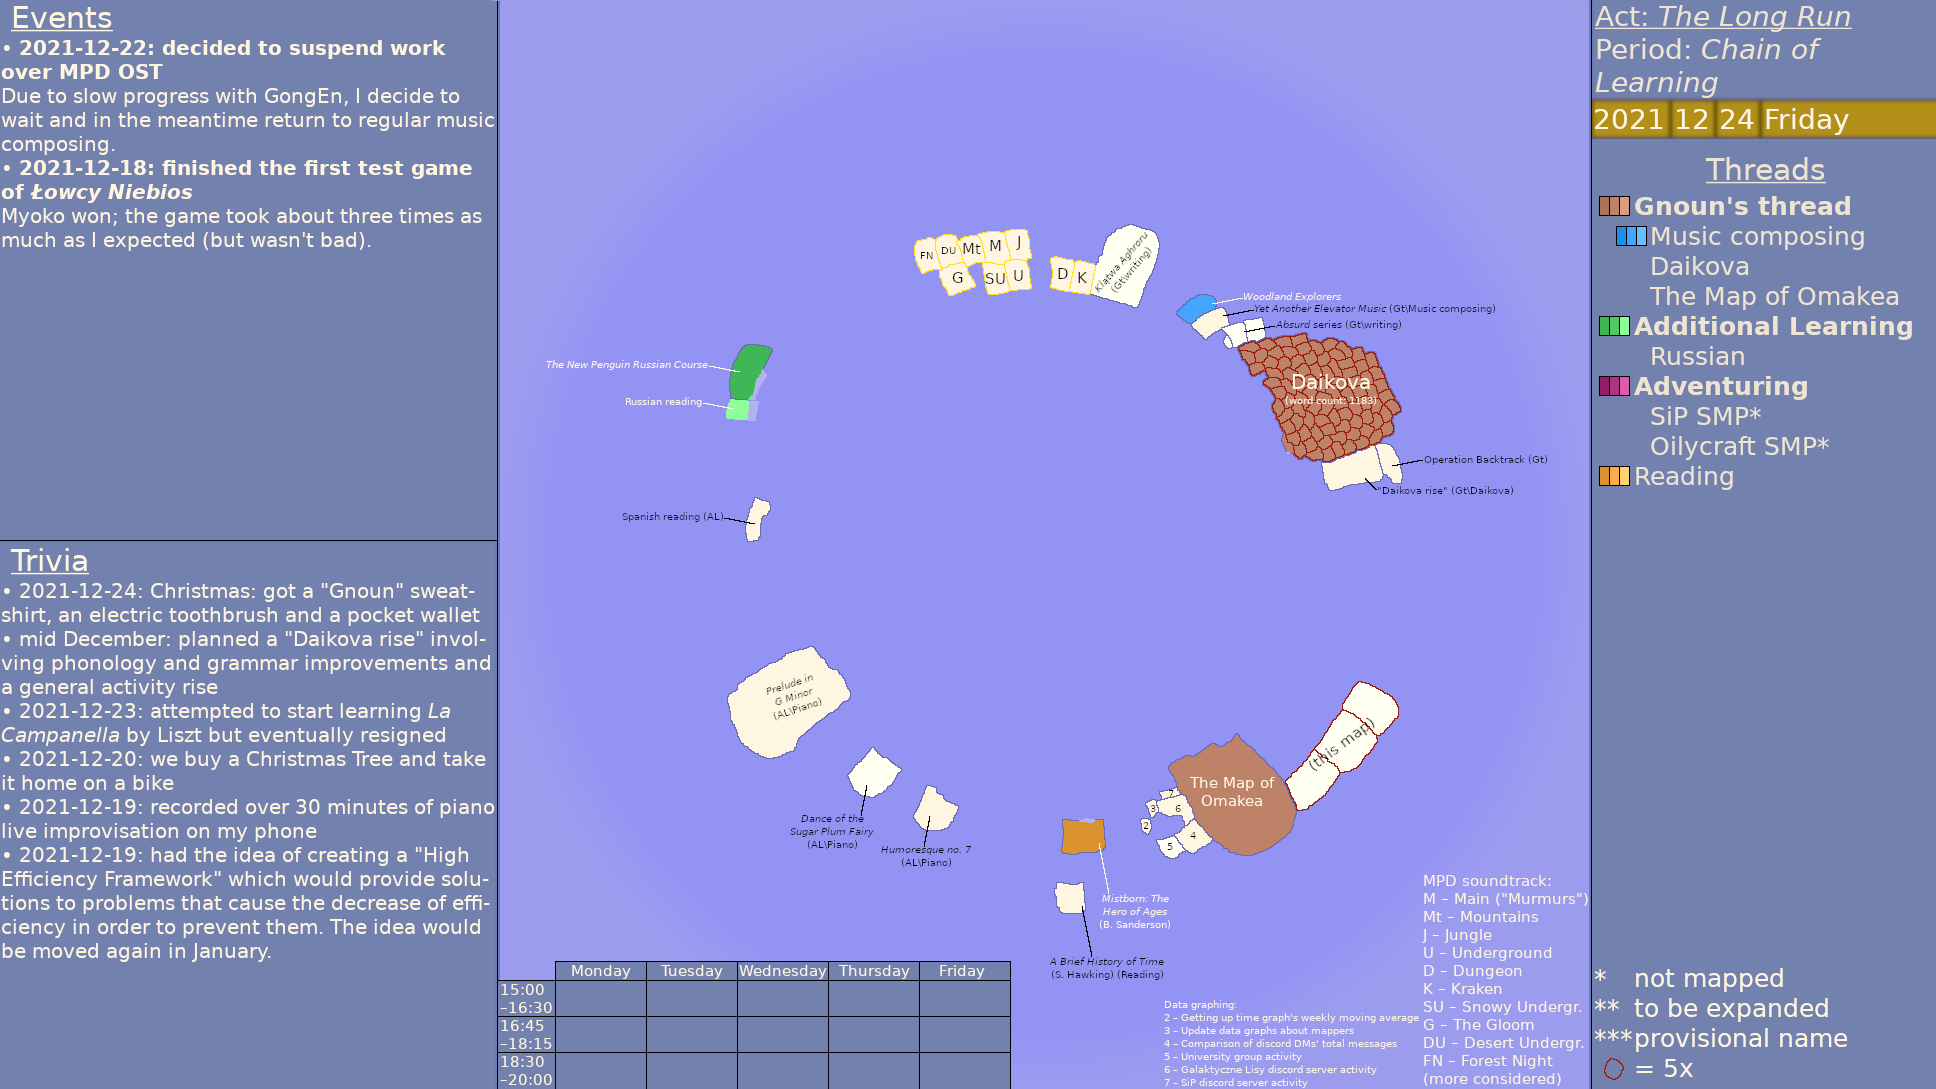 Events
• 2021-12-22: decided to suspend work
over MPD OST
Due to slow progress with GongEn, I decide to
wait and in the meantime return to regular music
composing.
• 2021-12-18: finished the first test game
of Łowcy Niebios
Myoko won; the game took about three times as
much as I expected (but wasn't bad).
Trivia
• 2021-12-24: Christmas: got a "Gnoun" sweat-
shirt, an electric toothbrush and a pocket wallet
• mid December: planned a "Daikova rise" invol-
ving phonology and grammar improvements and
a general activity rise
• 2021-12-23: attempted to start learning La
Campanella by Liszt but eventually resigned
• 2021-12-20: we buy a Christmas Tree and take
it home on a bike
• 2021-12-19: recorded over 30 minutes of piano
live improvisation on my phone
• 2021-12-19: had the idea of creating a "High
Efficiency Framework" which would provide solu-
tions to problems that cause the decrease of effi-
ciency in order to prevent them. The idea would
be moved again in January.
FN DU Mt M J
G SU U
D K
Klątwa Aghroru
(Gt\writing)
Woodland Explorers
Yet Another Elevator Music (Gt\Music composing)
Absurd series (Gt\writing)
Daikova
(word count: 1183)
Operation Backtrack (Gt)
"Daikova rise" (Gt\Daikova)
The New Penguin Russian Course
Russian reading
Spanish reading (AL)
Prelude in
G Minor
(AL\Piano)
Dance of the
Sugar Plum Fairy
(AL\Piano)
Humoresque no. 7
(AL\Piano)
(this map)
The Map of
Omakea
7
3
6
2
4
5
Mistborn: The
Hero of Ages
(B. Sanderson)
A Brief History of Time
(S. Hawking) (Reading)
Monday Tuesday Wednesday Thursday Friday
15:00
–16:30
16:45
–18:15
18:30
–20:00
Data graphing:
2 – Getting up time graph's weekly moving average
3 – Update data graphs about mappers
4 – Comparison of discord DMs' total messages
5 – University group activity
6 – Galaktyczne Lisy discord server activity
7 – SiP discord server activity
MPD soundtrack:
M – Main ("Murmurs")
Mt – Mountains
J – Jungle
U – Underground
D – Dungeon
K – Kraken
SU – Snowy Undergr.
G – The Gloom
DU – Desert Undergr.
FN – Forest Night
(more considered)
Act: The Long Run
Period: Chain of
Learning
2021 12 24 Friday
Threads
Gnoun's thread
Music composing
Daikova
The Map of Omakea
Additional Learning
Russian
Adventuring
SiP SMP*
Oilycraft SMP*
Reading
* not mapped
** to be expanded
***provisional name
= 5x